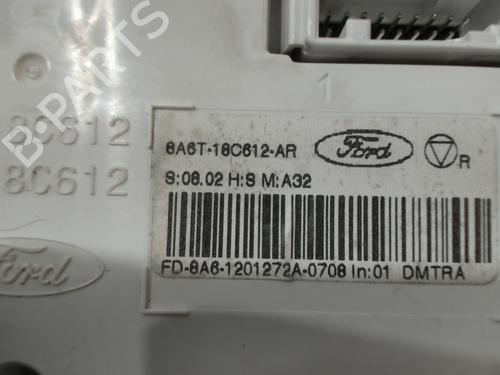 B-PARTS
9
1
8C612
8C612
8A6T-18C612-AR
Ford
R
S:08.02 H:S M:A32
FD-8A6-1201272A-0708 In:01 DMTRA
Ford